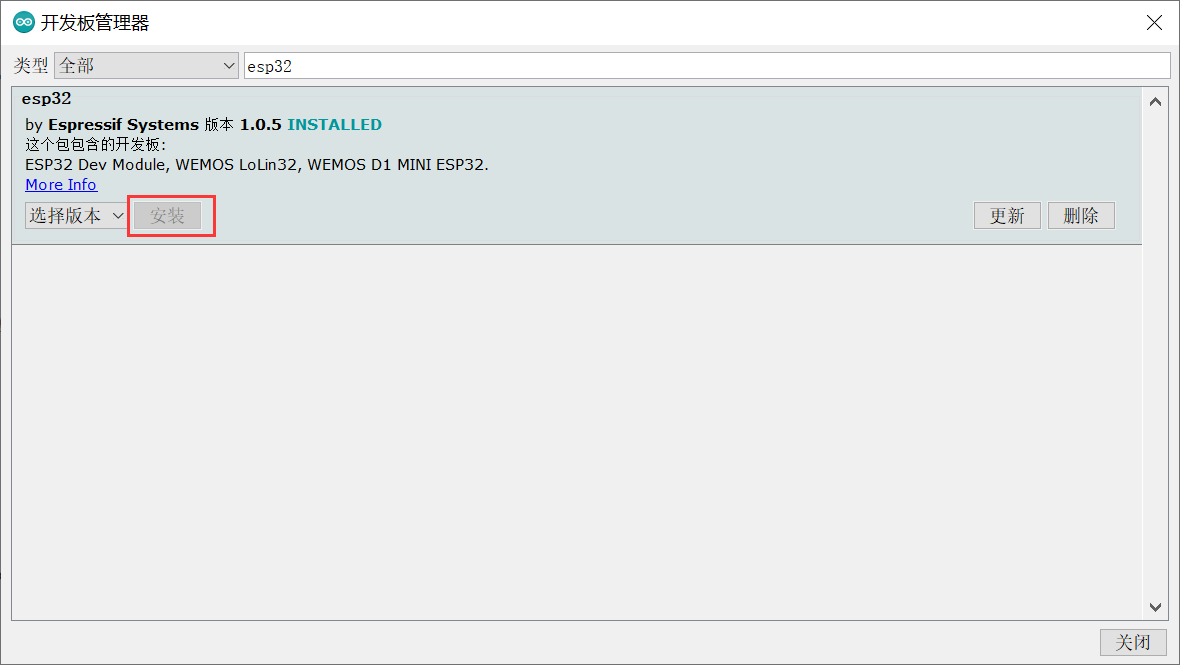 开发板管理器
类型 全部 esp32
esp32
by Espressif Systems 版本 1.0.5 INSTALLED
这个包包含的开发板:
ESP32 Dev Module, WEMOS LoLin32, WEMOS D1 MINI ESP32.
More Info
选择版本 安装 更新 删除
关闭